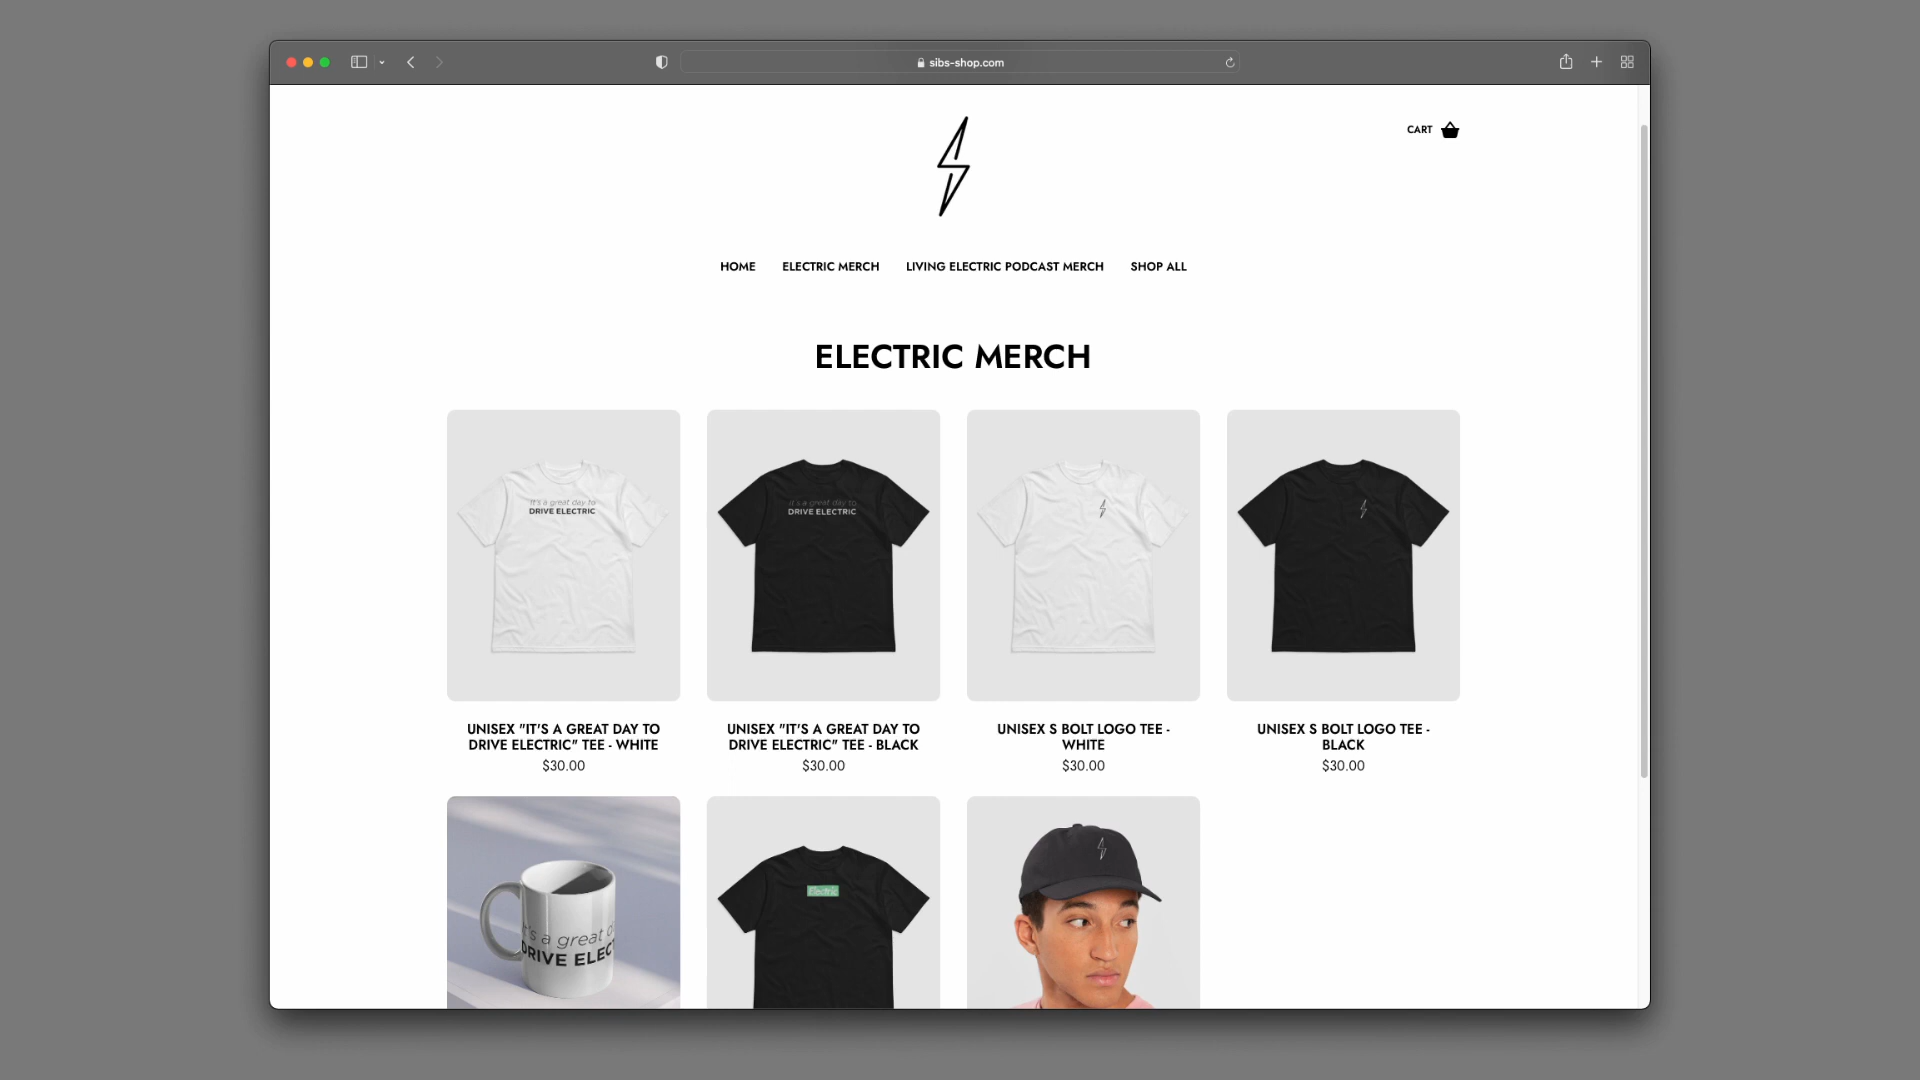 sibs-shop.com
CART
HOME ELECTRIC MERCH LIVING ELECTRIC PODCAST MERCH SHOP ALL
ELECTRIC MERCH
it's a great day to
DRIVE ELECTRIC
it's a great day to
DRIVE ELECTRIC
UNISEX "IT'S A GREAT DAY TO
DRIVE ELECTRIC" TEE - WHITE
$30.00
UNISEX "IT'S A GREAT DAY TO
DRIVE ELECTRIC" TEE - BLACK
$30.00
UNISEX S BOLT LOGO TEE -
WHITE
$30.00
UNISEX S BOLT LOGO TEE -
BLACK
$30.00
it's a great d
DRIVE ELEC
Electric